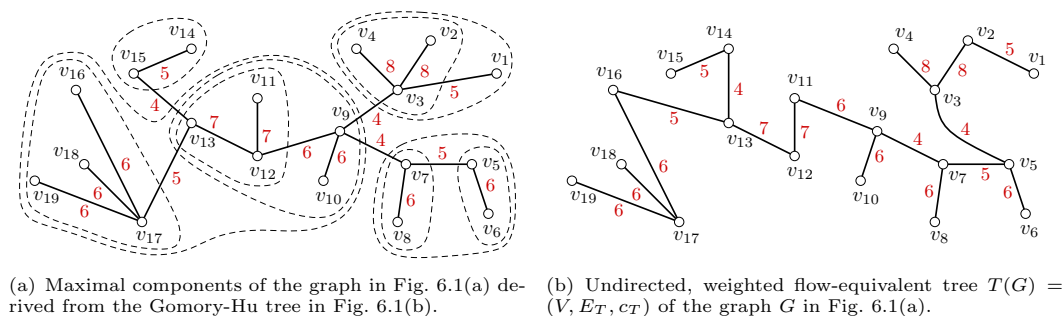 v14
v15
5
v16
v11
v4
v2
v1
8
8
5
v3
4
v13
7
7
v12
v9
4
4
6
6
v10
v18
v19
6
6
6
5
v17
v7
5
v5
6
6
v8
v6
v14
v15
5
v16
4
5
v13
7
v11
7
v12
6
v9
6
v10
v4
v2
5
v1
8
8
v3
4
4
v7
5
v5
6
6
v8
v6
v18
v19
6
6
6
v17
(a) Maximal components of the graph in Fig. 6.1(a) de-
rived from the Gomory-Hu tree in Fig. 6.1(b).
(b) Undirected, weighted flow-equivalent tree T(G) =
(V, E_T, c_T) of the graph G in Fig. 6.1(a).